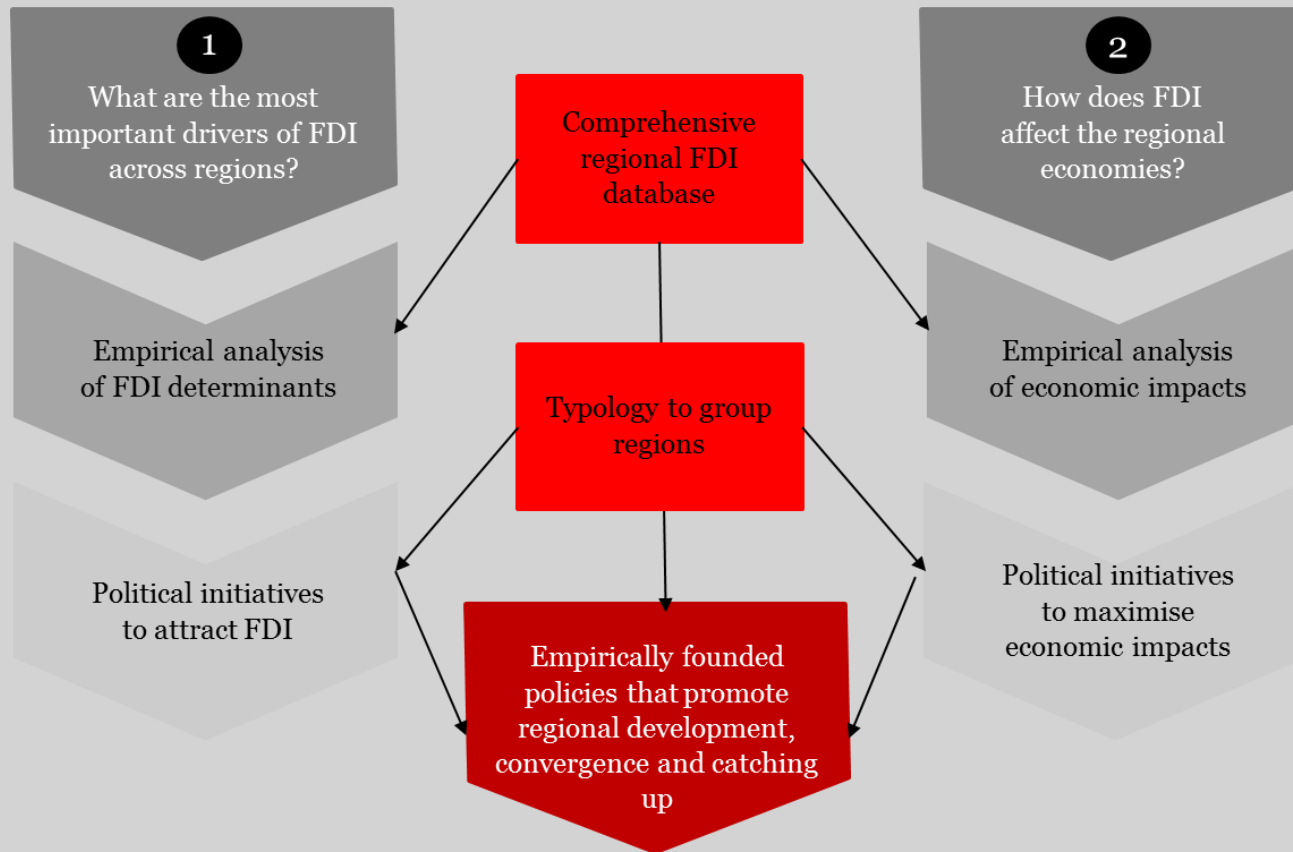 1
What are the most
important drivers of FDI
across regions?
Empirical analysis
of FDI determinants
Political initiatives
to attract FDI
Comprehensive
regional FDI
database
Typology to group
regions
Empirically founded
policies that promote
regional development,
convergence and catching
up
2
How does FDI
affect the regional
economies?
Empirical analysis
of economic impacts
Political initiatives
to maximise
economic impacts